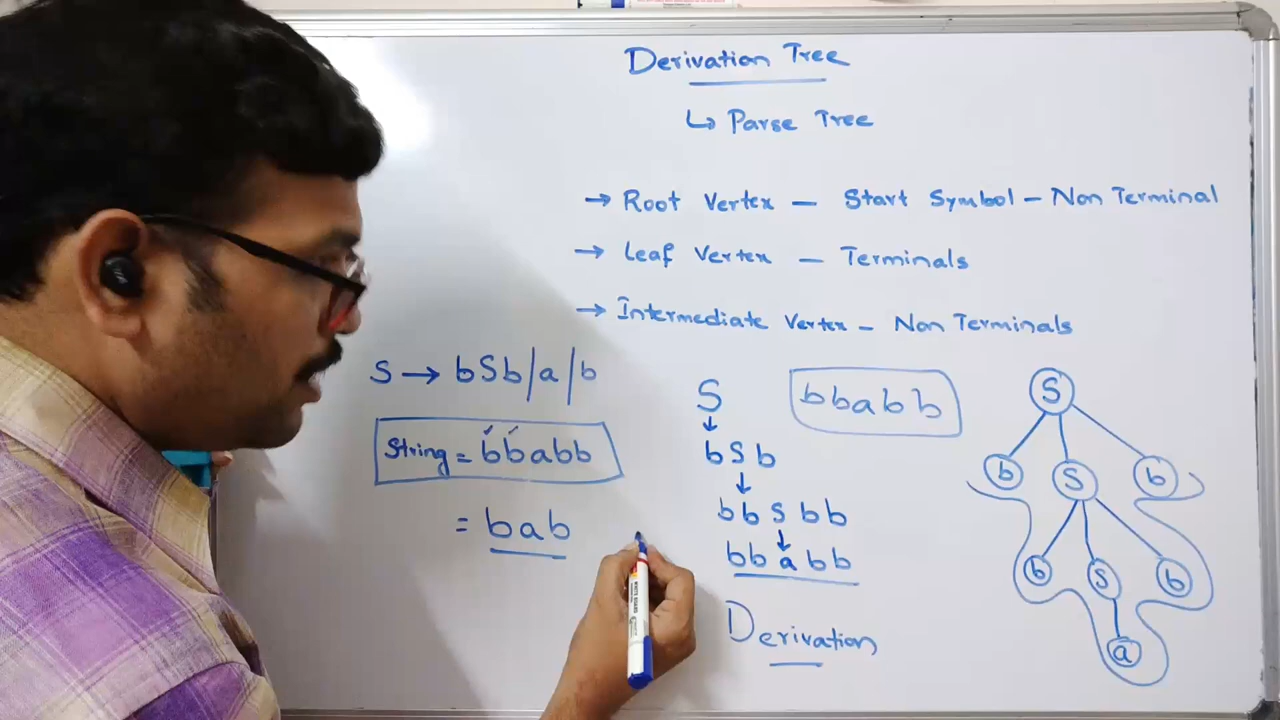 Derivation Tree
↳ Parse Tree
→ Root Vertex – Start Symbol – Non Terminal
→ Leaf Vertex – Terminals
→ Intermediate Vertex – Non Terminals
S → bSb/a/b
String = bbabb
= bab
S
↓
bSb
↓
bbSbb
↓
bbabb
Derivation
bbabb
S
b S b
b S b
a